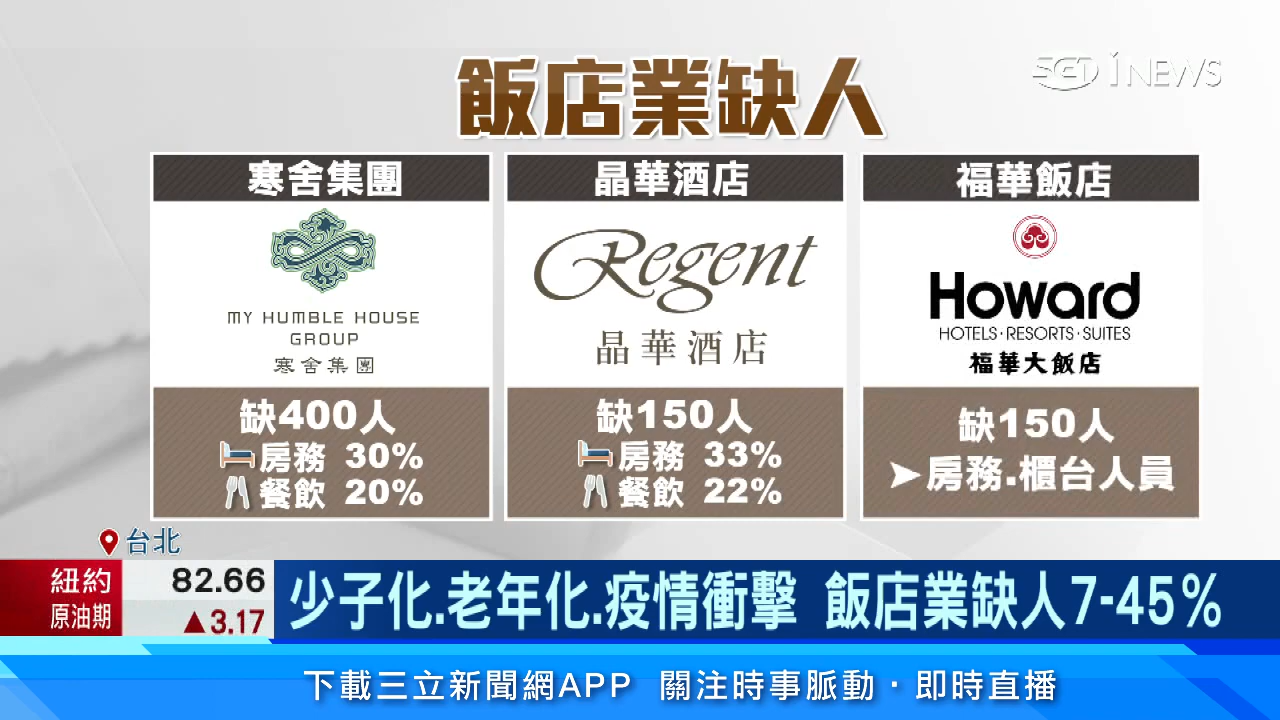 飯店業缺人
SET iNEWS
寒舍集團
MY HUMBLE HOUSE
GROUP
寒舍集團
缺400人
房務 30%
餐飲 20%
晶華酒店
Regent
晶華酒店
缺150人
房務 33%
餐飲 22%
福華飯店
Howard
HOTELS·RESORTS·SUITES
福華大飯店
缺150人
➤房務.櫃台人員
台北
紐約
原油期
82.66
▲3.17
少子化.老年化.疫情衝擊 飯店業缺人7-45%
下載三立新聞網APP 關注時事脈動·即時直播